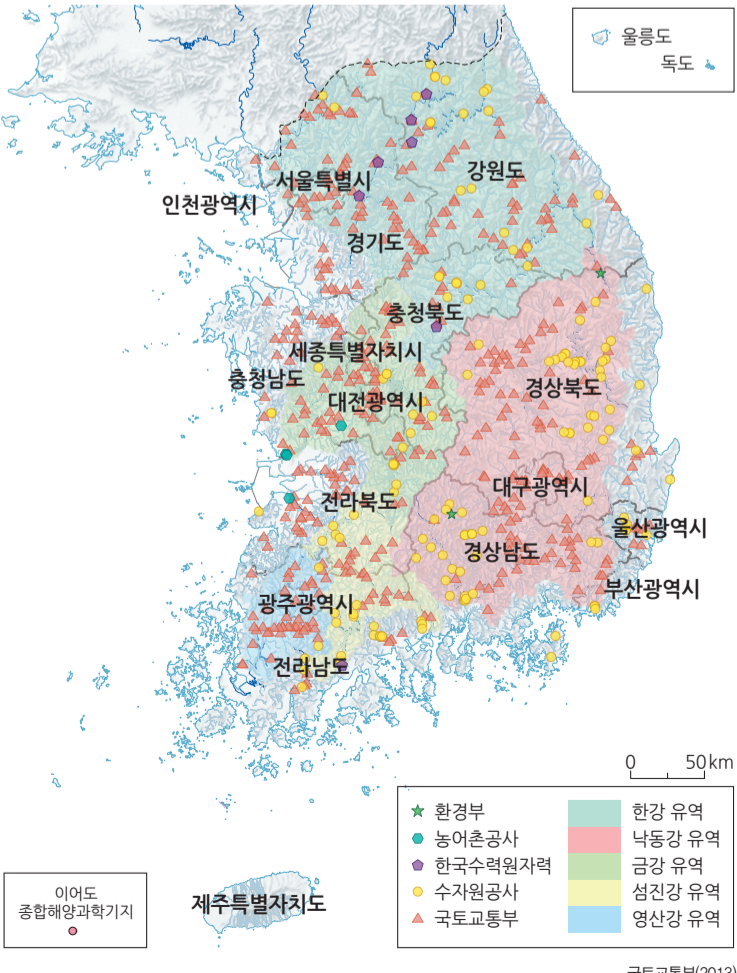 울릉도
독도
서울특별시
강원도
인천광역시
경기도
충청북도
세종특별자치시
충청남도
경상북도
대전광역시
대구광역시
전라북도
울산광역시
경상남도
부산광역시
광주광역시
전라남도
0 50km
환경부
농어촌공사
한국수력원자력
수자원공사
국토교통부
한강 유역
낙동강 유역
금강 유역
섬진강 유역
영산강 유역
이어도
종합해양과학기지
제주특별자치도
국토교통부(2013)